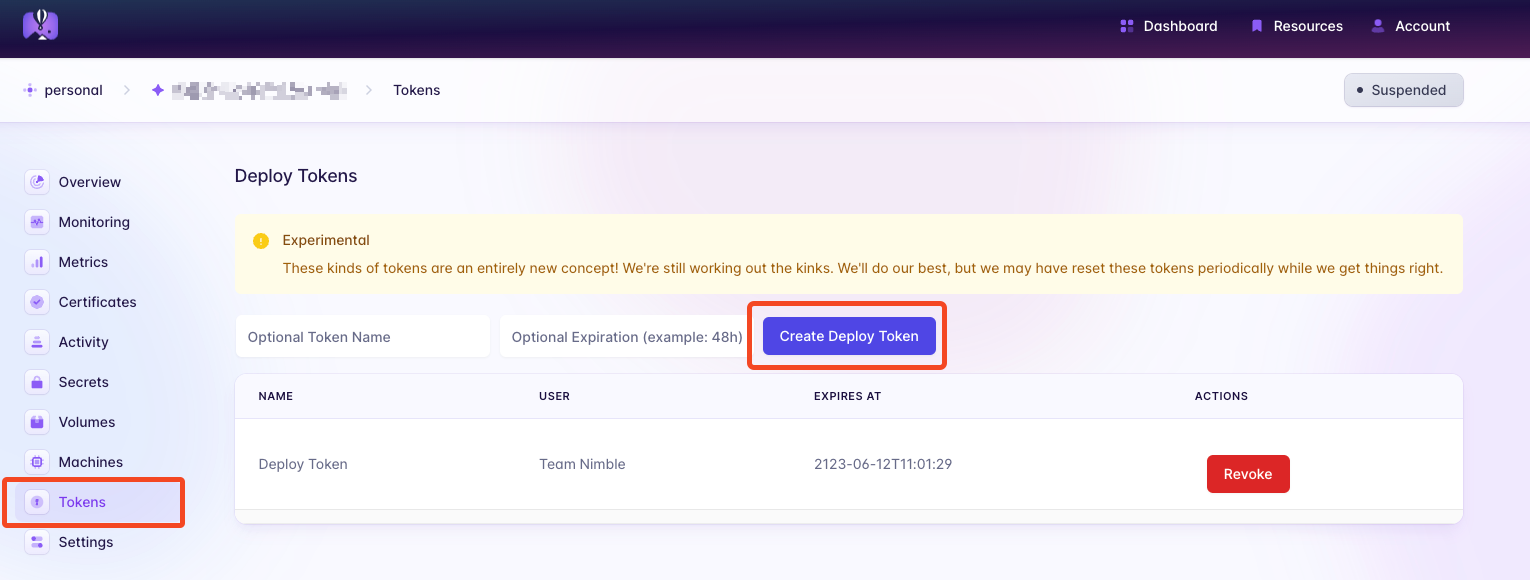 Dashboard Resources Account
personal Tokens Suspended
Overview
Monitoring
Metrics
Certificates
Activity
Secrets
Volumes
Machines
Tokens
Settings
Deploy Tokens
Experimental
These kinds of tokens are an entirely new concept! We're still working out the kinks. We'll do our best, but we may have reset these tokens periodically while we get things right.
Optional Token Name Optional Expiration (example: 48h) Create Deploy Token
NAME USER EXPIRES AT ACTIONS
Deploy Token Team Nimble 2123-06-12T11:01:29 Revoke